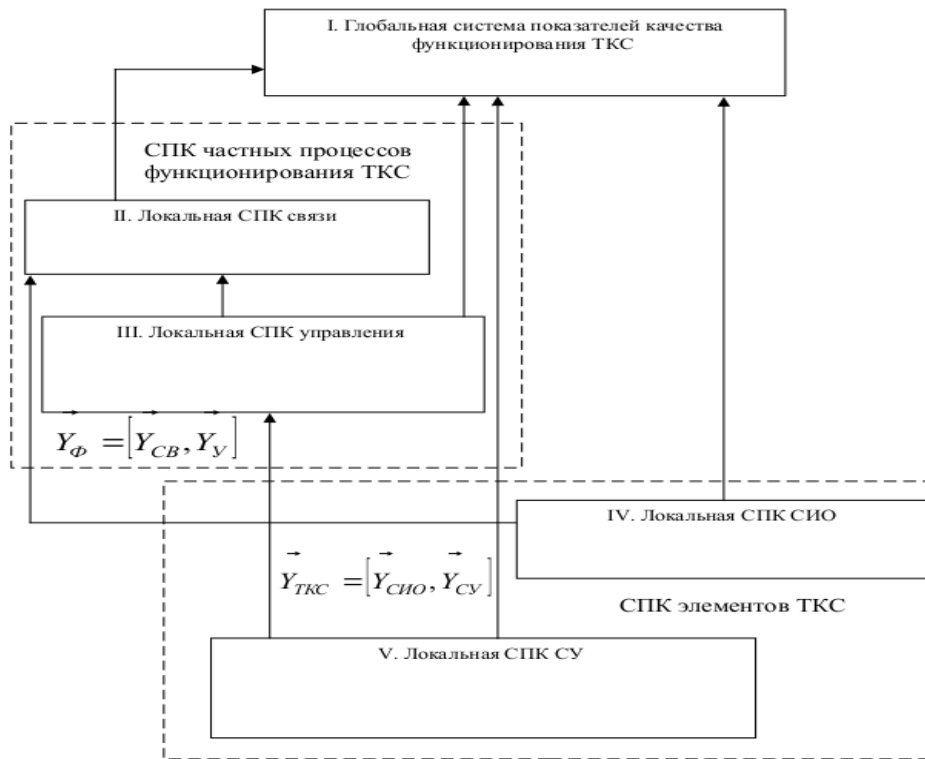 I. Глобальная система показателей качества
функционирования ТКС
СПК частных процессов
функционирования ТКС
II. Локальная СПК связи
III. Локальная СПК управления
Y_Ф = [Y_СВ, Y_У]
IV. Локальная СПК СИО
Y_ТКС = [Y_СИО, Y_СУ]
СПК элементов ТКС
V. Локальная СПК СУ